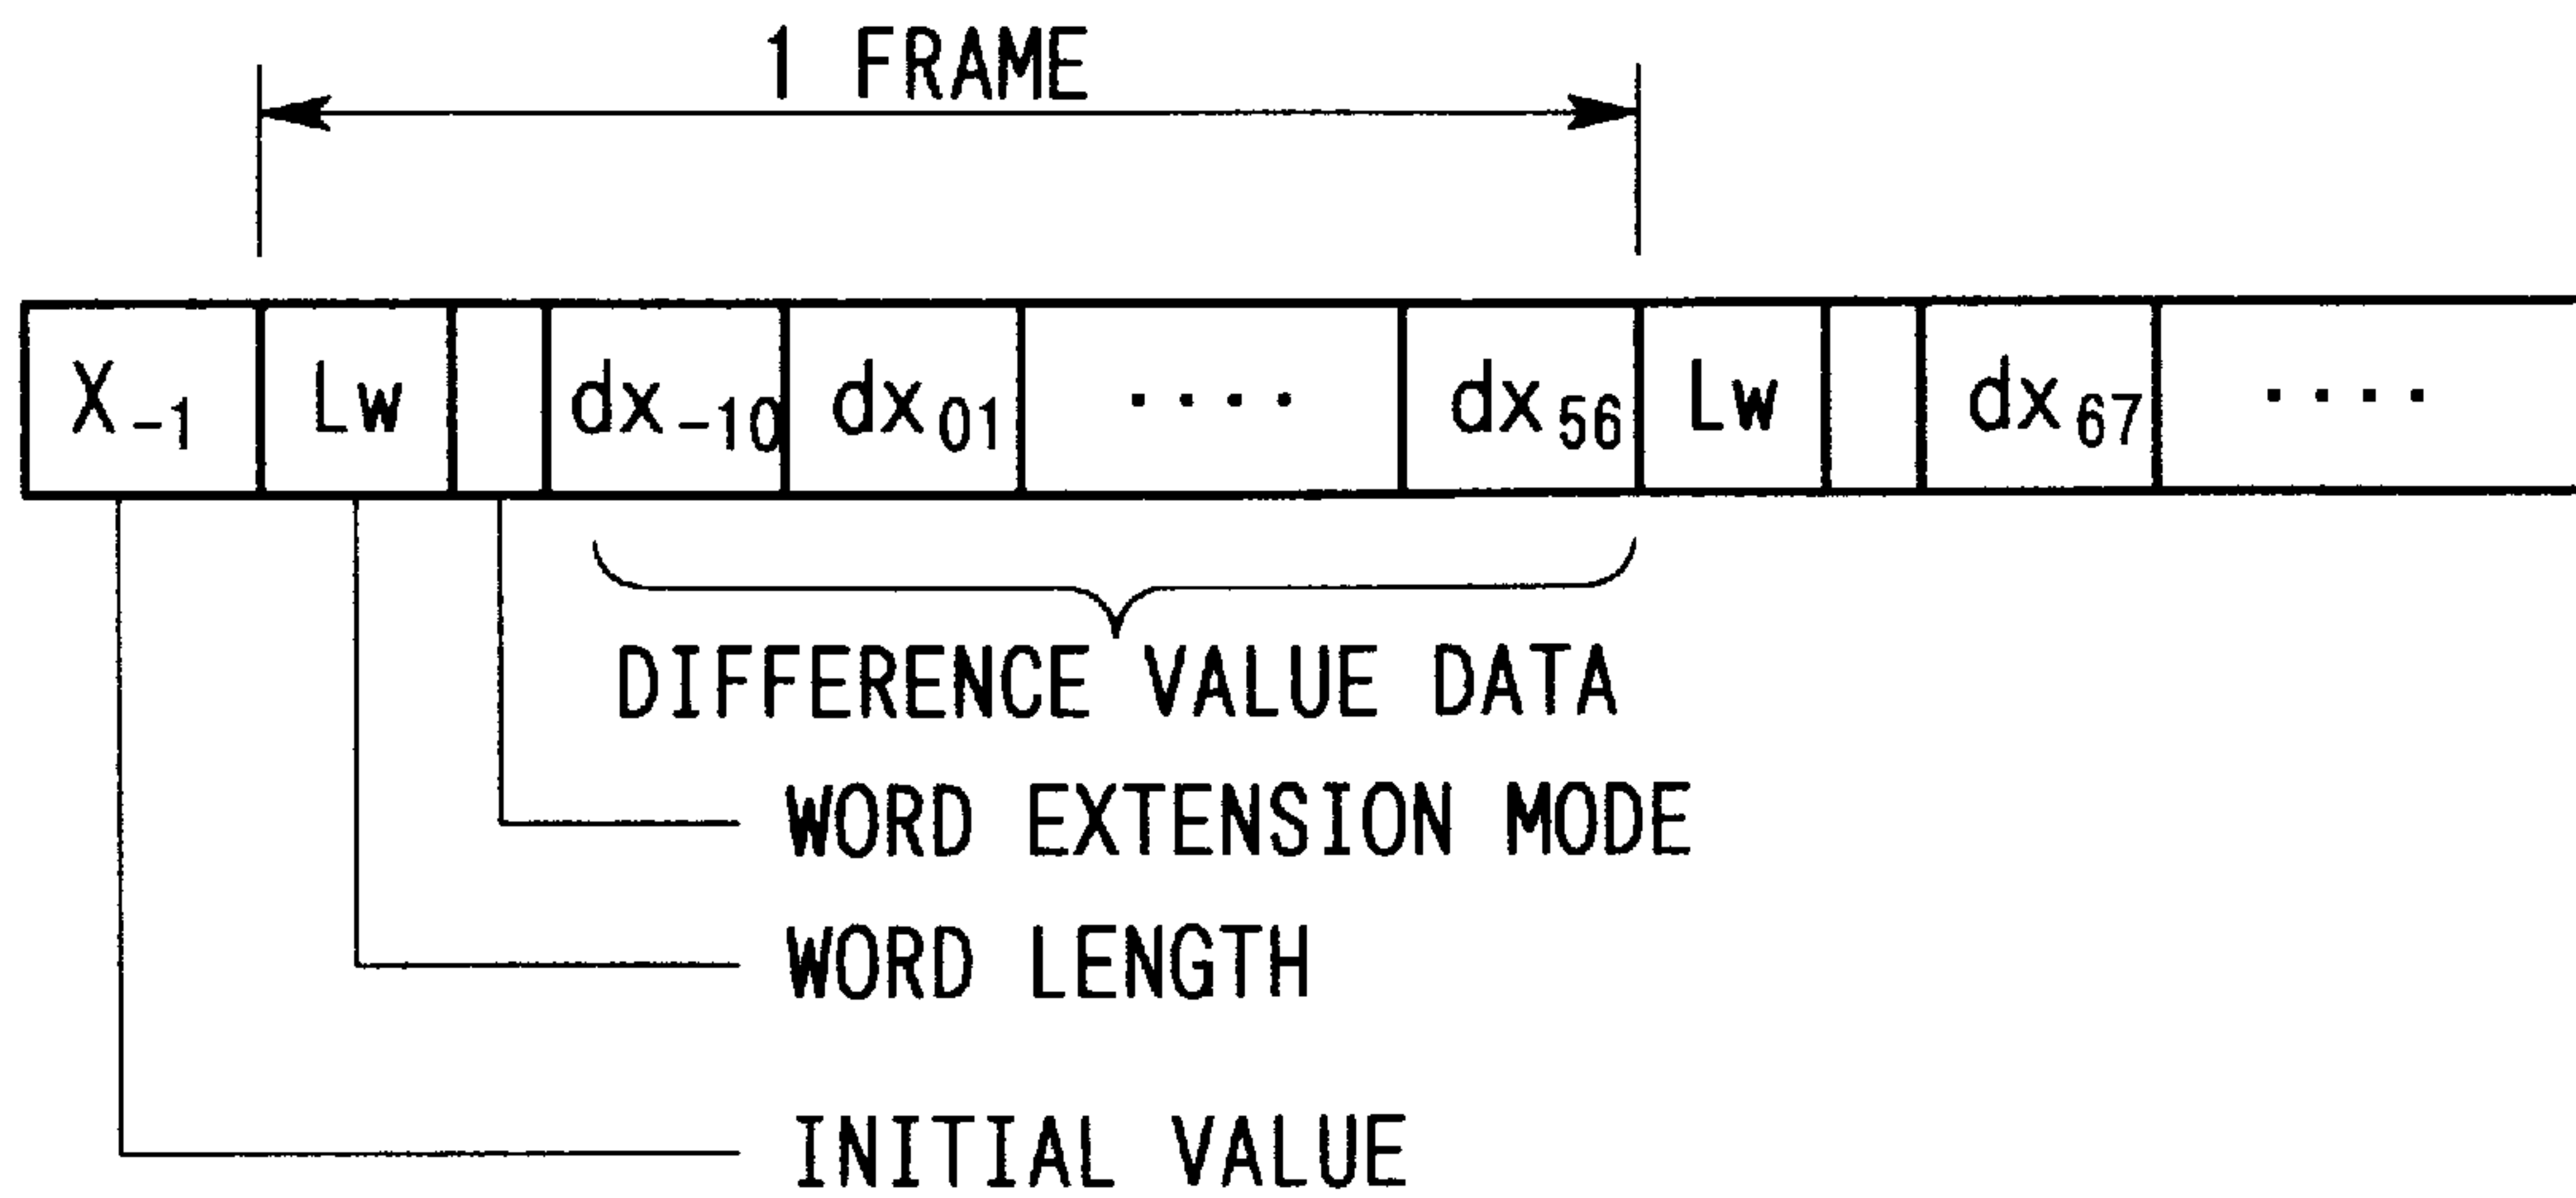 1 FRAME
X-1 Lw dx-10 dx01 .... dx56 Lw dx67 ....
DIFFERENCE VALUE DATA
WORD EXTENSION MODE
WORD LENGTH
INITIAL VALUE